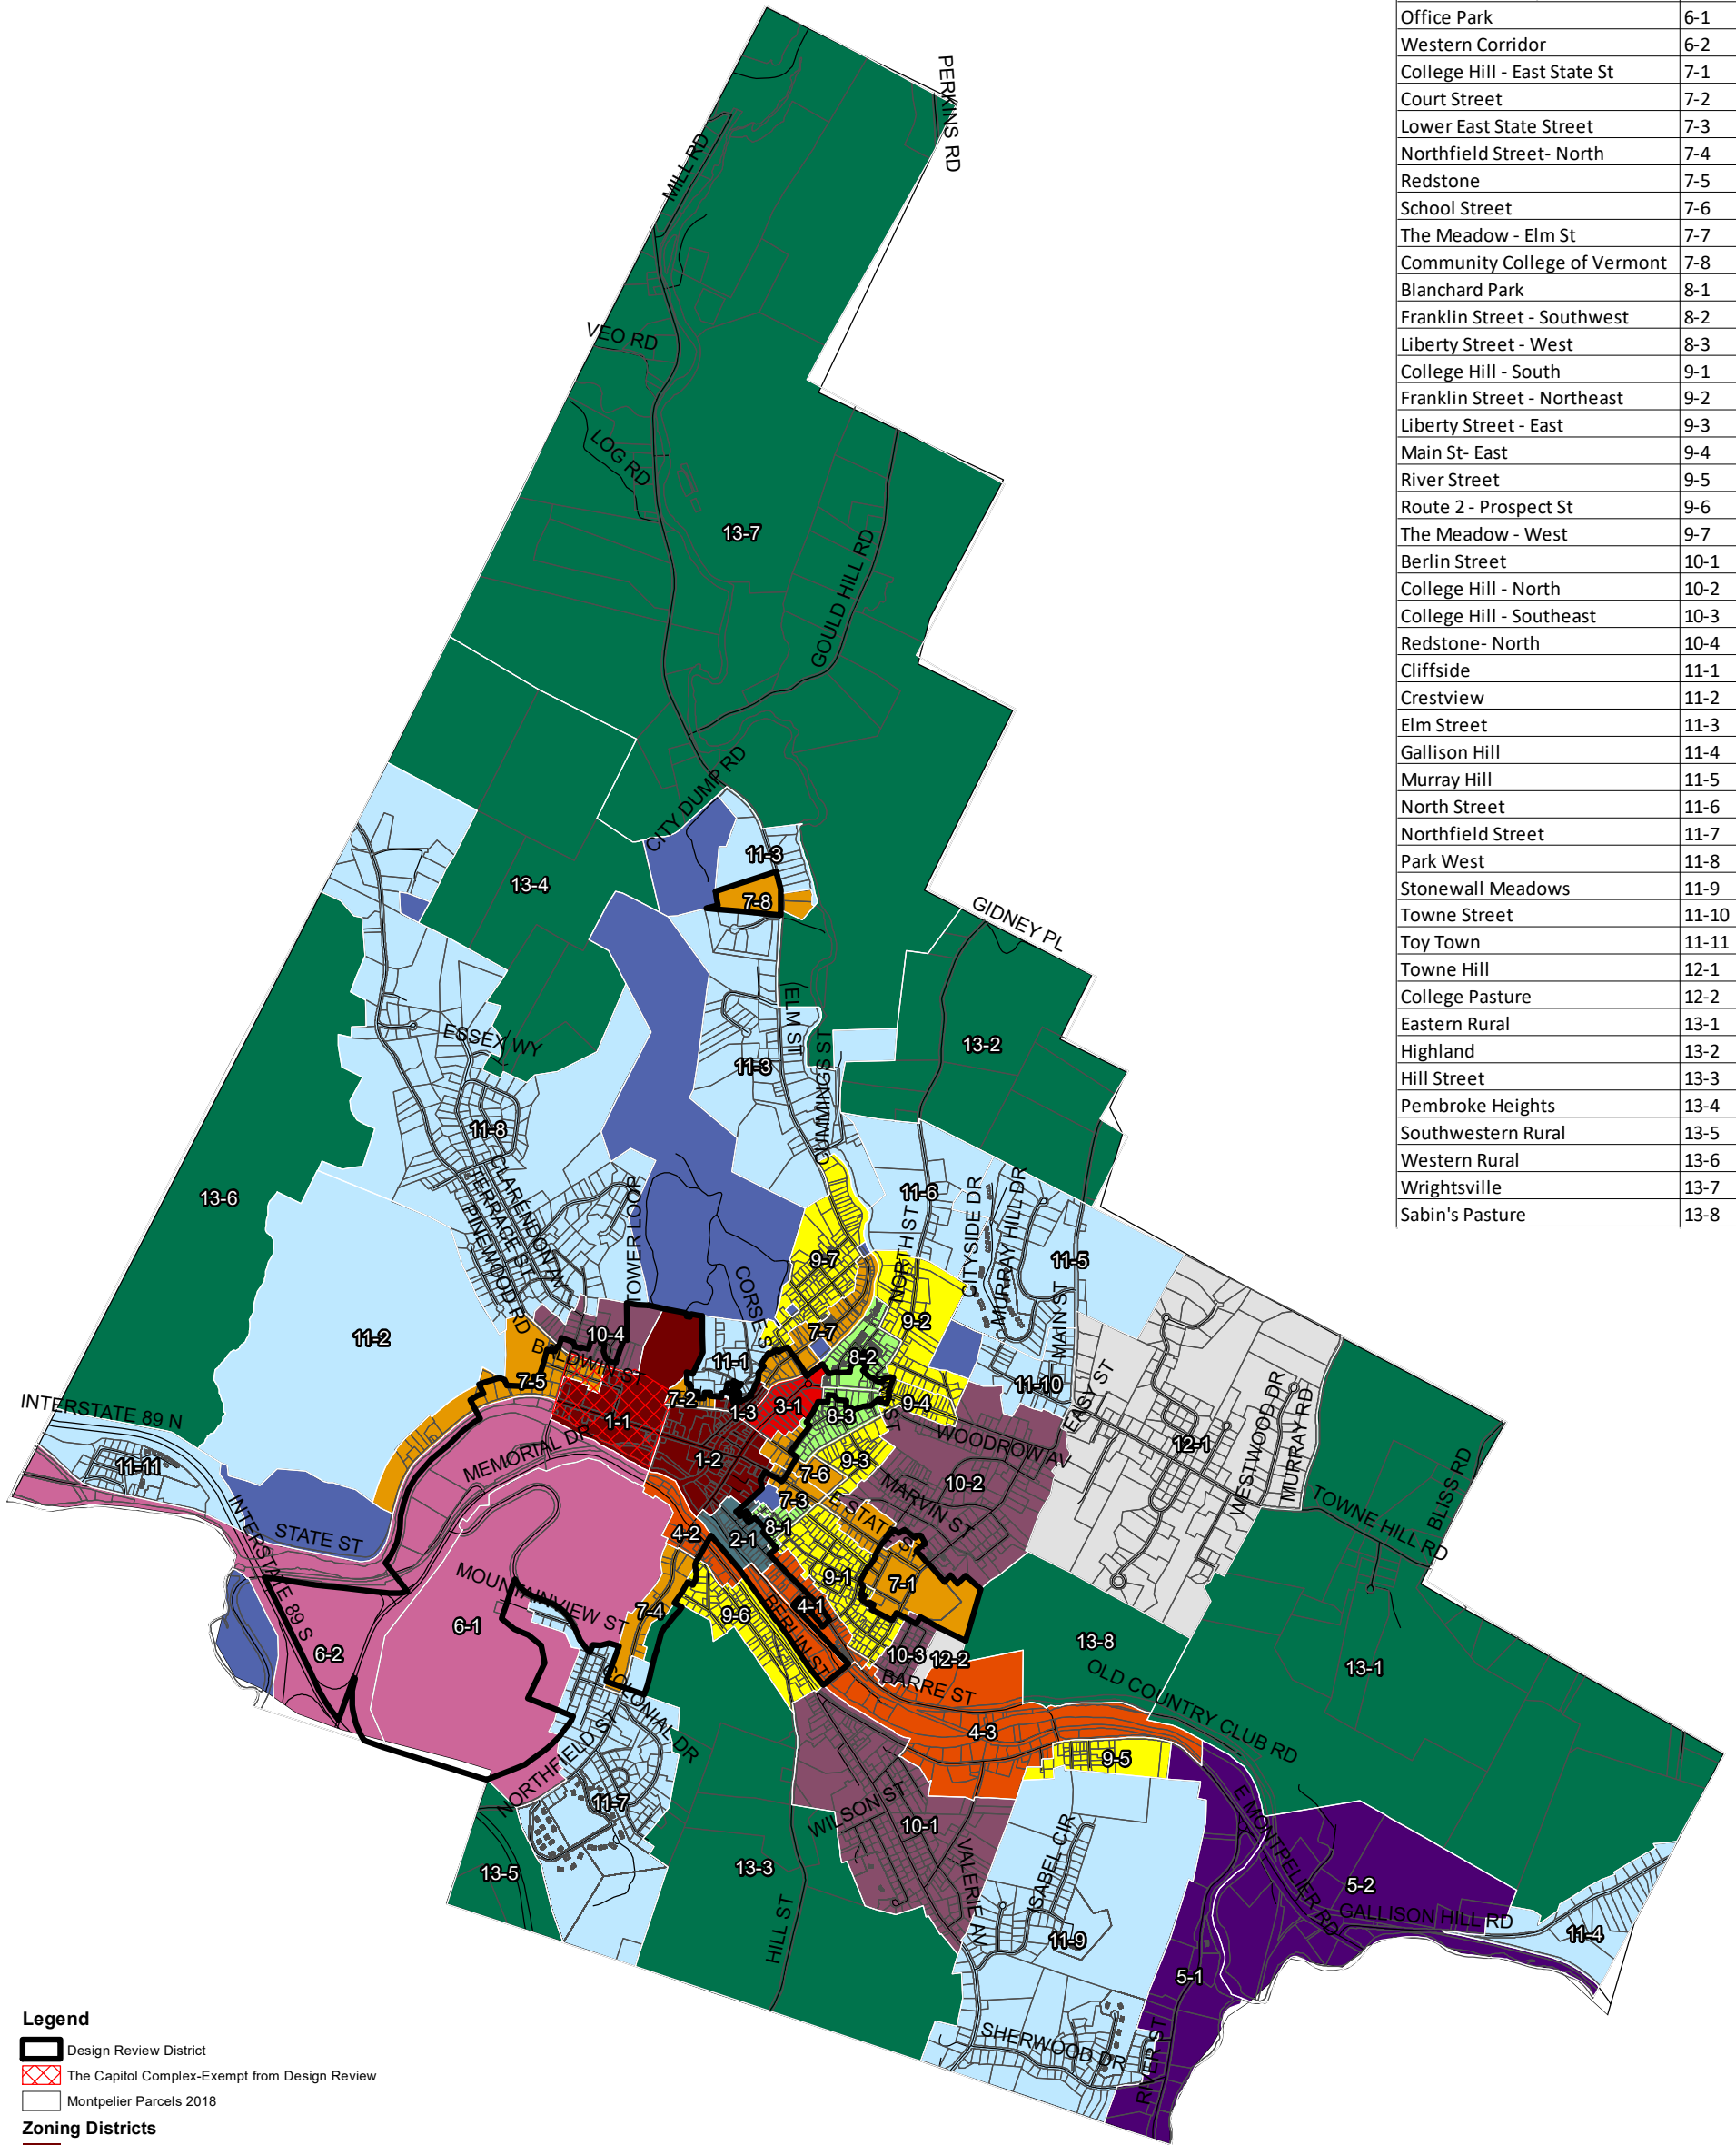 Office Park 6-1
Western Corridor 6-2
College Hill - East State St 7-1
Court Street 7-2
Lower East State Street 7-3
Northfield Street- North 7-4
Redstone 7-5
School Street 7-6
The Meadow - Elm St 7-7
Community College of Vermont 7-8
Blanchard Park 8-1
Franklin Street - Southwest 8-2
Liberty Street - West 8-3
College Hill - South 9-1
Franklin Street - Northeast 9-2
Liberty Street - East 9-3
Main St- East 9-4
River Street 9-5
Route 2 - Prospect St 9-6
The Meadow - West 9-7
Berlin Street 10-1
College Hill - North 10-2
College Hill - Southeast 10-3
Redstone- North 10-4
Cliffside 11-1
Crestview 11-2
Elm Street 11-3
Gallison Hill 11-4
Murray Hill 11-5
North Street 11-6
Northfield Street 11-7
Park West 11-8
Stonewall Meadows 11-9
Towne Street 11-10
Toy Town 11-11
Towne Hill 12-1
College Pasture 12-2
Eastern Rural 13-1
Highland 13-2
Hill Street 13-3
Pembroke Heights 13-4
Southwestern Rural 13-5
Western Rural 13-6
Wrightsville 13-7
Sabin's Pasture 13-8
PERKINS RD
MILL RD
VEO RD
LOG RD
13-7
GOULD HILL RD
CITY DUMP RD
11-3
13-4
7-8
GIDNEY PL
ELM ST
ESSEX WY
CUMMINGS ST
13-2
11-3
11-8
CLARENDON AV
TERRACE ST
PINEWOOD RD
13-6
TOWER LOOP
11-6
NORTH ST
CITYSIDE DR
MURRAY HILL DR
11-5
MAIN ST
9-7
CORSE ST
9-2
11-2
10-4
BALDWIN ST
7-7
11-1
8-2
7-5
7-2
11-10
EASY ST
INTERSTATE 89 N
1-1
1-3
3-1
8-3
9-4
WOODROW AV
12-1
WESTWOOD DR
MURRAY RD
MEMORIAL DR
11-11
1-2
9-3
7-6
10-2
MARVIN ST
BLISS RD
TOWNE HILL RD
INTERSTATE 89 S
STATE ST
7-3
E STATE ST
8-1
4-2
2-1
MOUNTAINVIEW ST
9-1
7-1
4-1
7-4
9-6
BERLIN ST
6-1
6-2
10-3
12-2
13-8
13-1
BARRE ST
OLD COUNTRY CLUB RD
COLONIAL DR
4-3
9-5
NORTHFIELD ST
11-7
WILSON ST
10-1
E MONTPELIER RD
13-5
13-3
VALERIE AV
ISABEL CIR
5-2
GALLISON HILL RD
11-4
HILL ST
11-9
5-1
SHERWOOD DR
RIVER ST
Legend
Design Review District
The Capitol Complex-Exempt from Design Review
Montpelier Parcels 2018
Zoning Districts